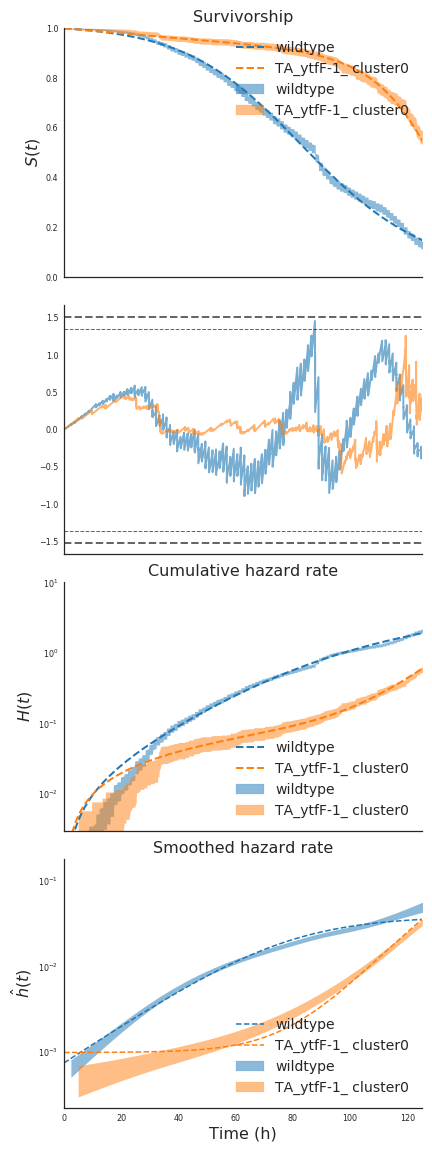 Survivorship
1.0
0.8
0.6
0.4
0.2
0.0
S(t)
wildtype
TA_ytfF-1_ cluster0
wildtype
TA_ytfF-1_ cluster0
1.5
1.0
0.5
0.0
−0.5
−1.0
−1.5
Cumulative hazard rate
10¹
10⁰
10⁻¹
10⁻²
H(t)
wildtype
TA_ytfF-1_ cluster0
wildtype
TA_ytfF-1_ cluster0
Smoothed hazard rate
10⁻¹
10⁻²
10⁻³
ĥ(t)
wildtype
TA_ytfF-1_ cluster0
wildtype
TA_ytfF-1_ cluster0
0 20 40 60 80 100 120
Time (h)